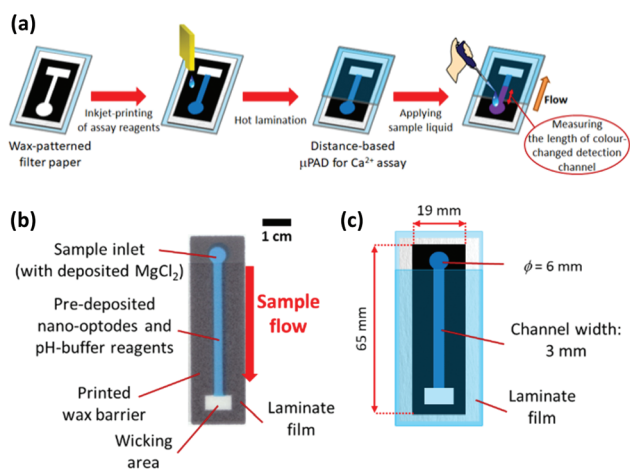 (a)
Wax-patterned
filter paper
Inkjet-printing
of assay reagents
Hot lamination
Distance-based
μPAD for Ca²⁺ assay
Applying
sample liquid
Flow
Measuring
the length of colour-
changed detection
channel
(b)
1 cm
Sample inlet
(with deposited MgCl₂)
Pre-deposited
nano-optodes and
pH-buffer reagents
Printed
wax barrier
Wicking
area
Sample
flow
Laminate
film
(c)
19 mm
65 mm
ϕ = 6 mm
Channel width:
3 mm
Laminate
film